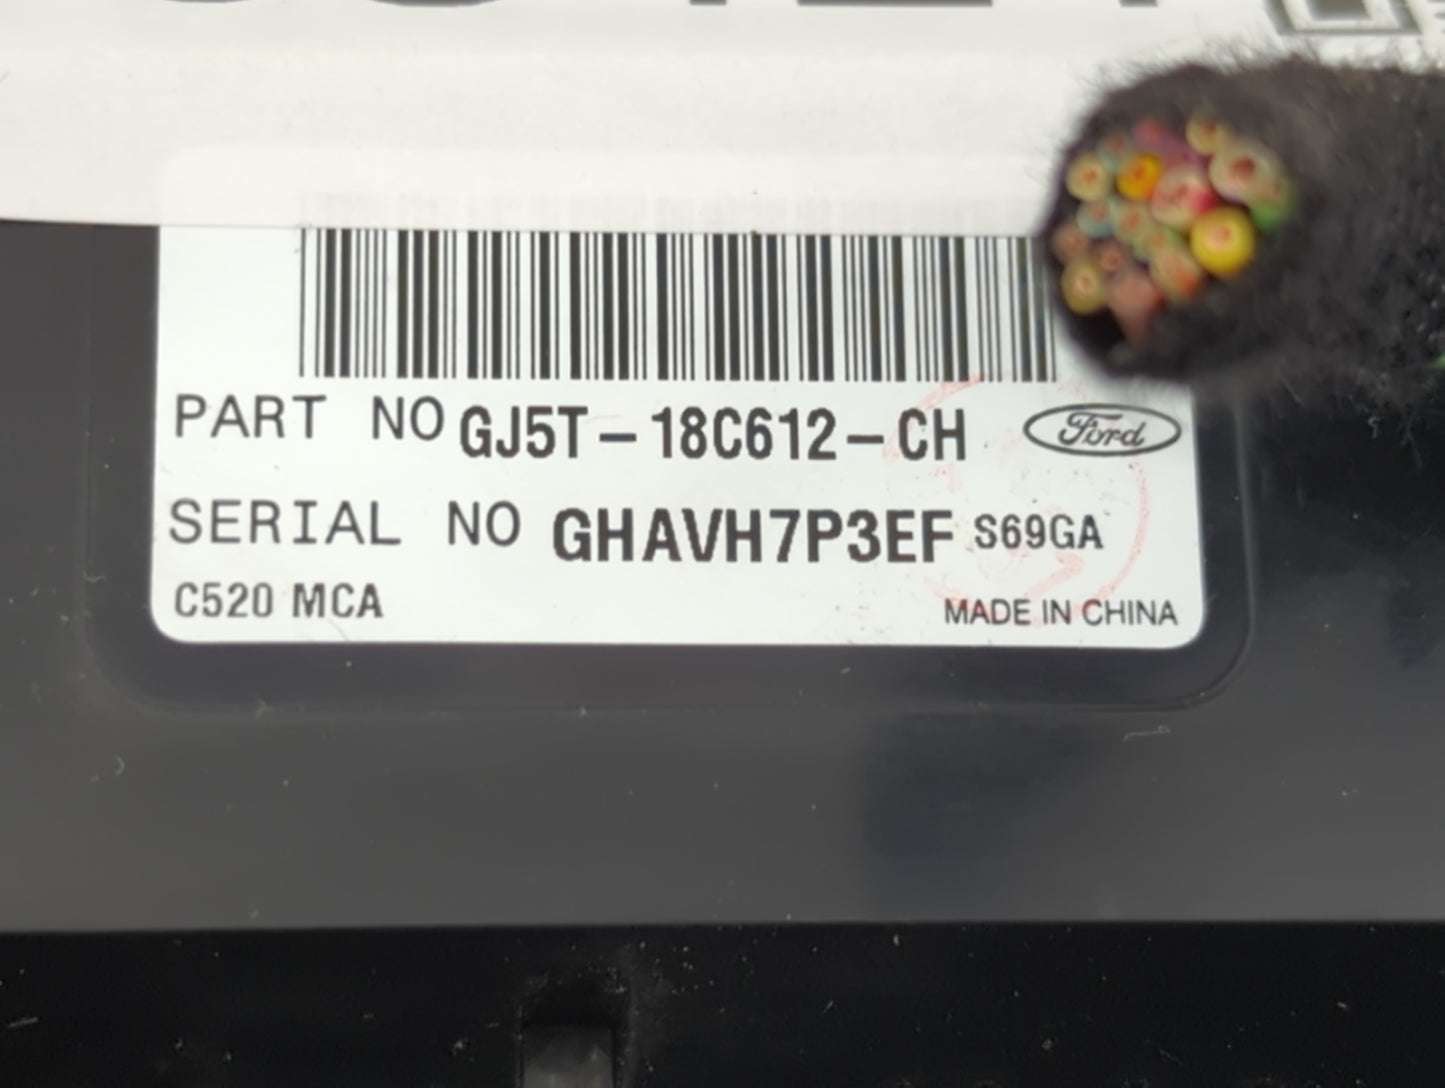 PART NO GJ5T-18C612-CH Ford
SERIAL NO GHAVH7P3EF S69GA
C520 MCA MADE IN CHINA